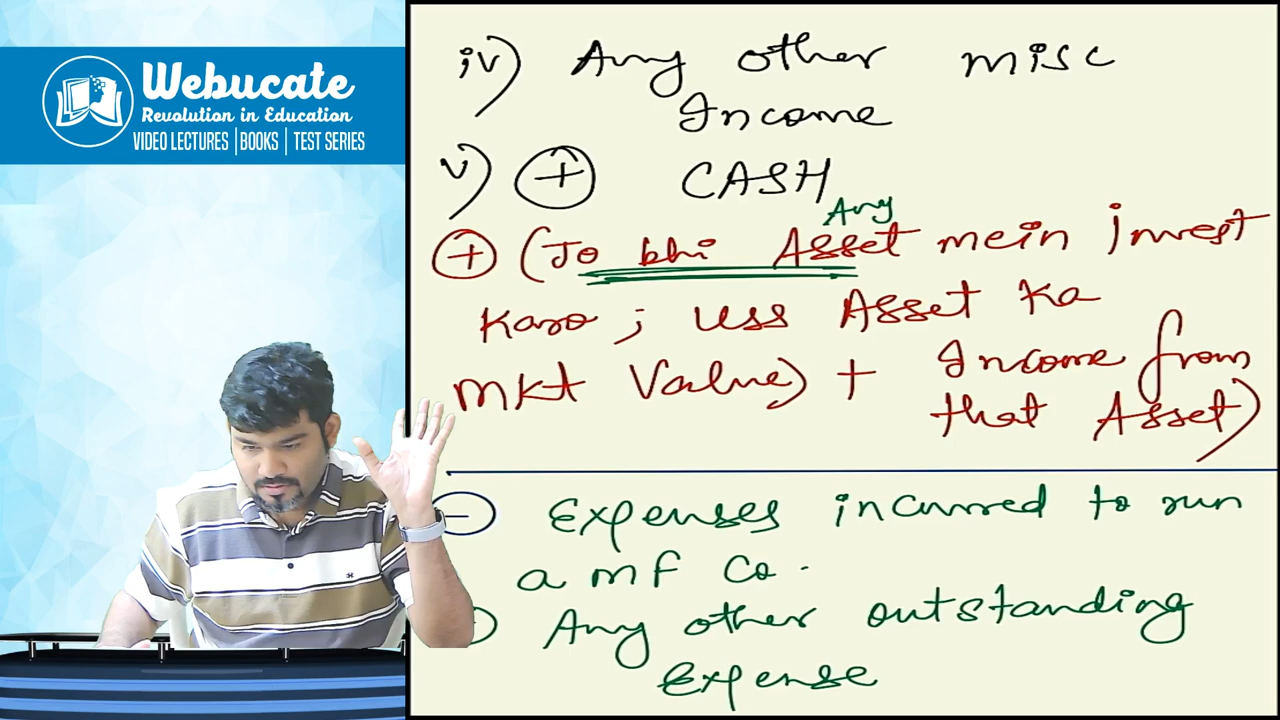 Webucate
Revolution in Education
VIDEO LECTURES | BOOKS | TEST SERIES
iv) Any other misc
Income
v) + CASH
Any
+ (Jo bhi Asset mein invest
Karo ; uss Asset ka
mkt Value) + Income from
that Asset)
- Expenses incurred to run
a MF Co.
Any other outstanding
Expense